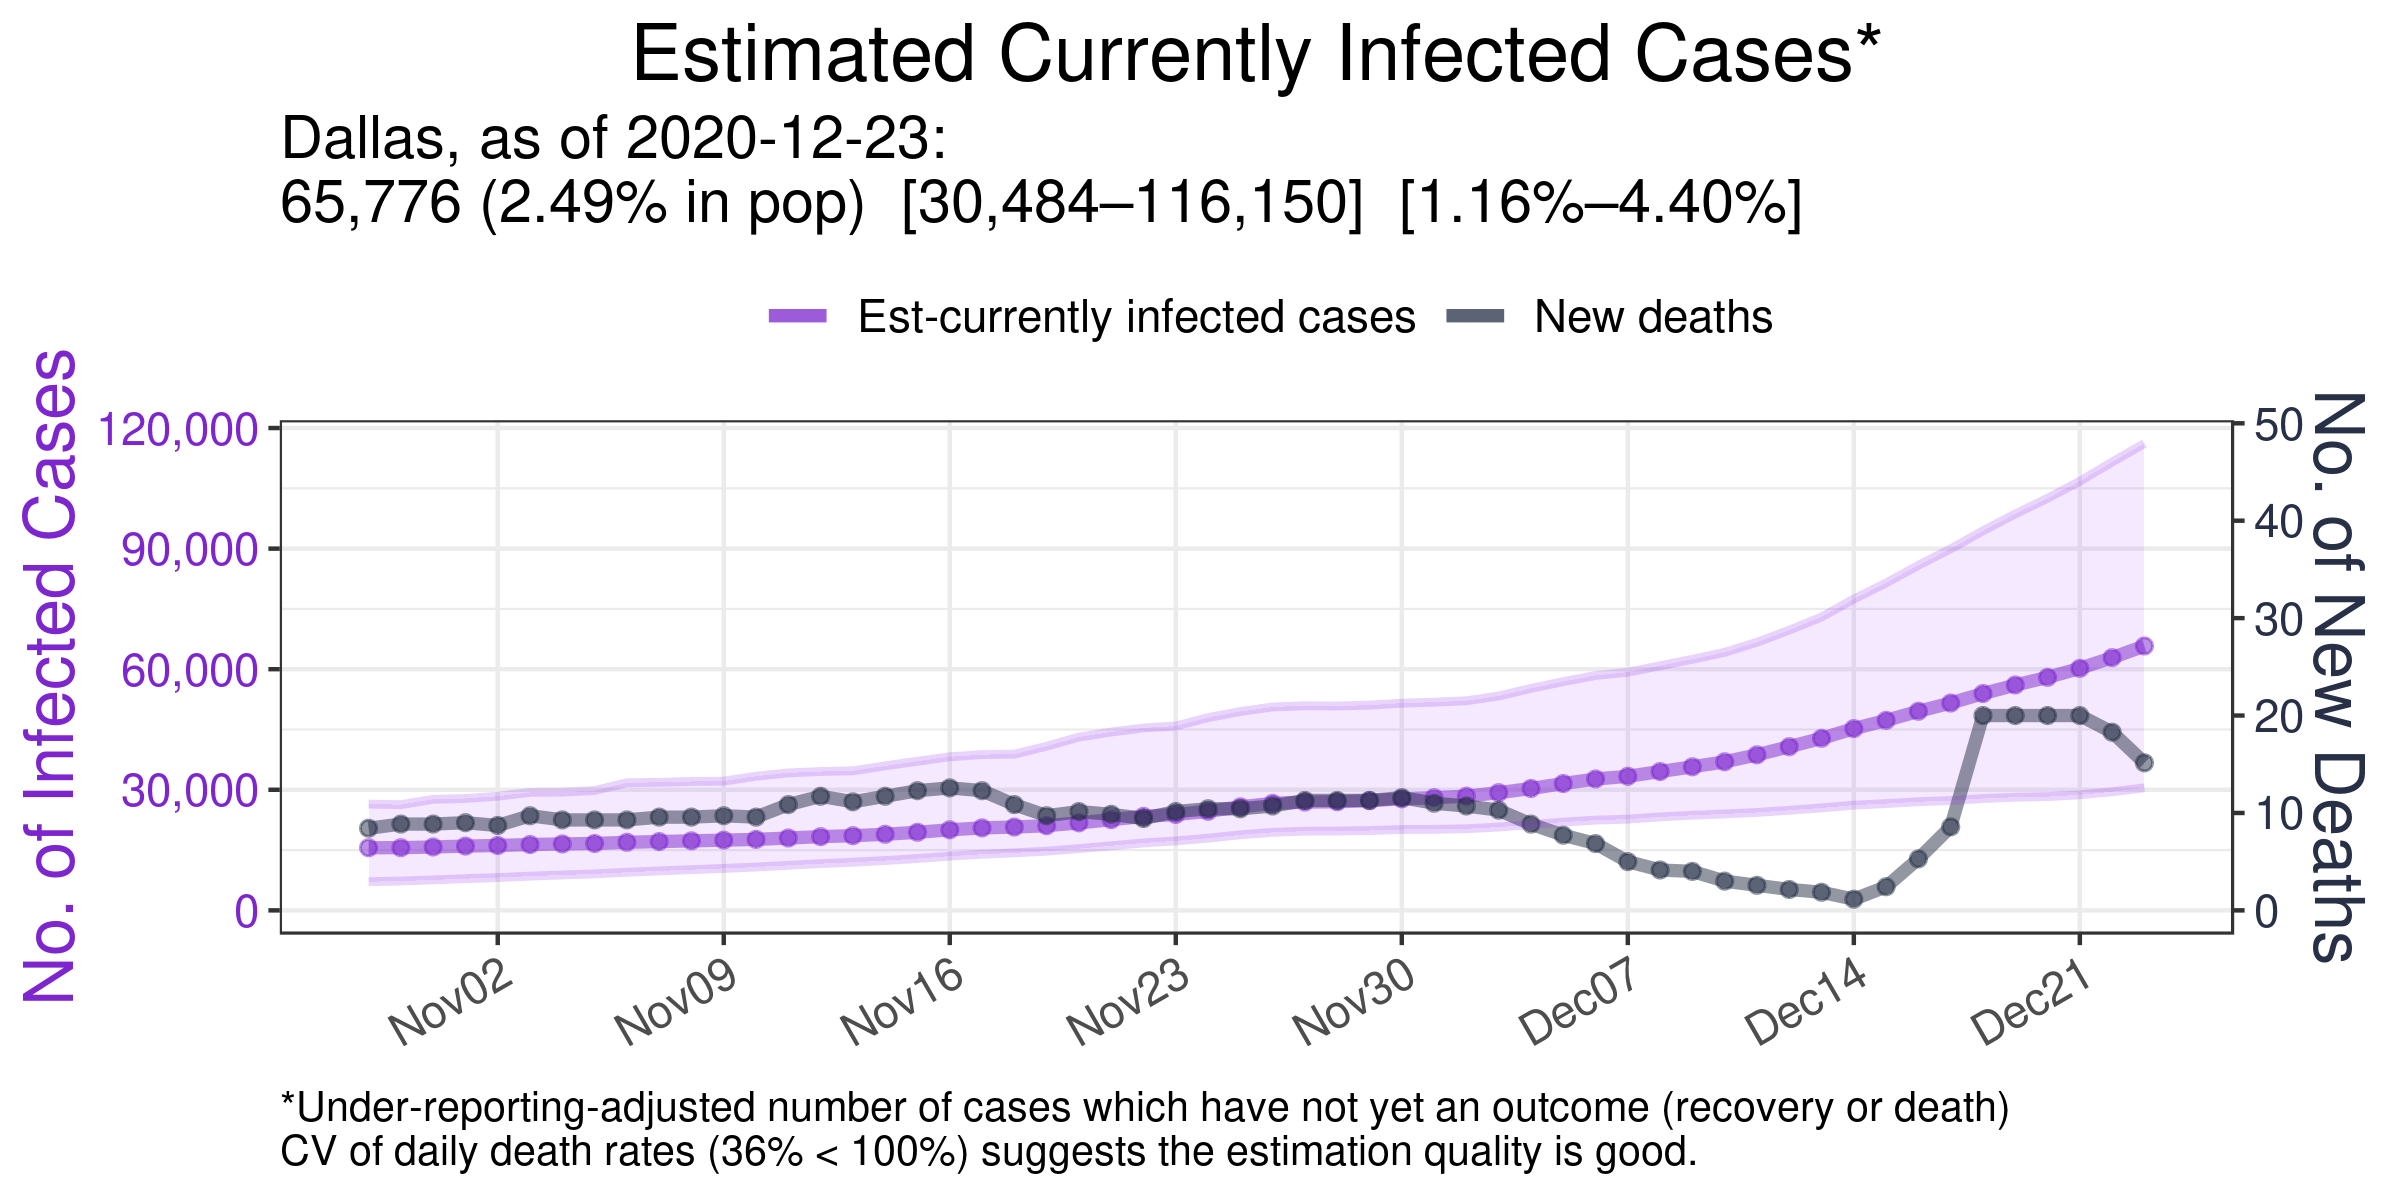 Estimated Currently Infected Cases*
Dallas, as of 2020-12-23:
65,776 (2.49% in pop)  [30,484–116,150]  [1.16%–4.40%]
Est-currently infected cases
New deaths
No. of Infected Cases
120,000
90,000
60,000
30,000
0
50
40
30
20
10
0
No. of New Deaths
Nov02
Nov09
Nov16
Nov23
Nov30
Dec07
Dec14
Dec21
*Under-reporting-adjusted number of cases which have not yet an outcome (recovery or death)
CV of daily death rates (36% < 100%) suggests the estimation quality is good.